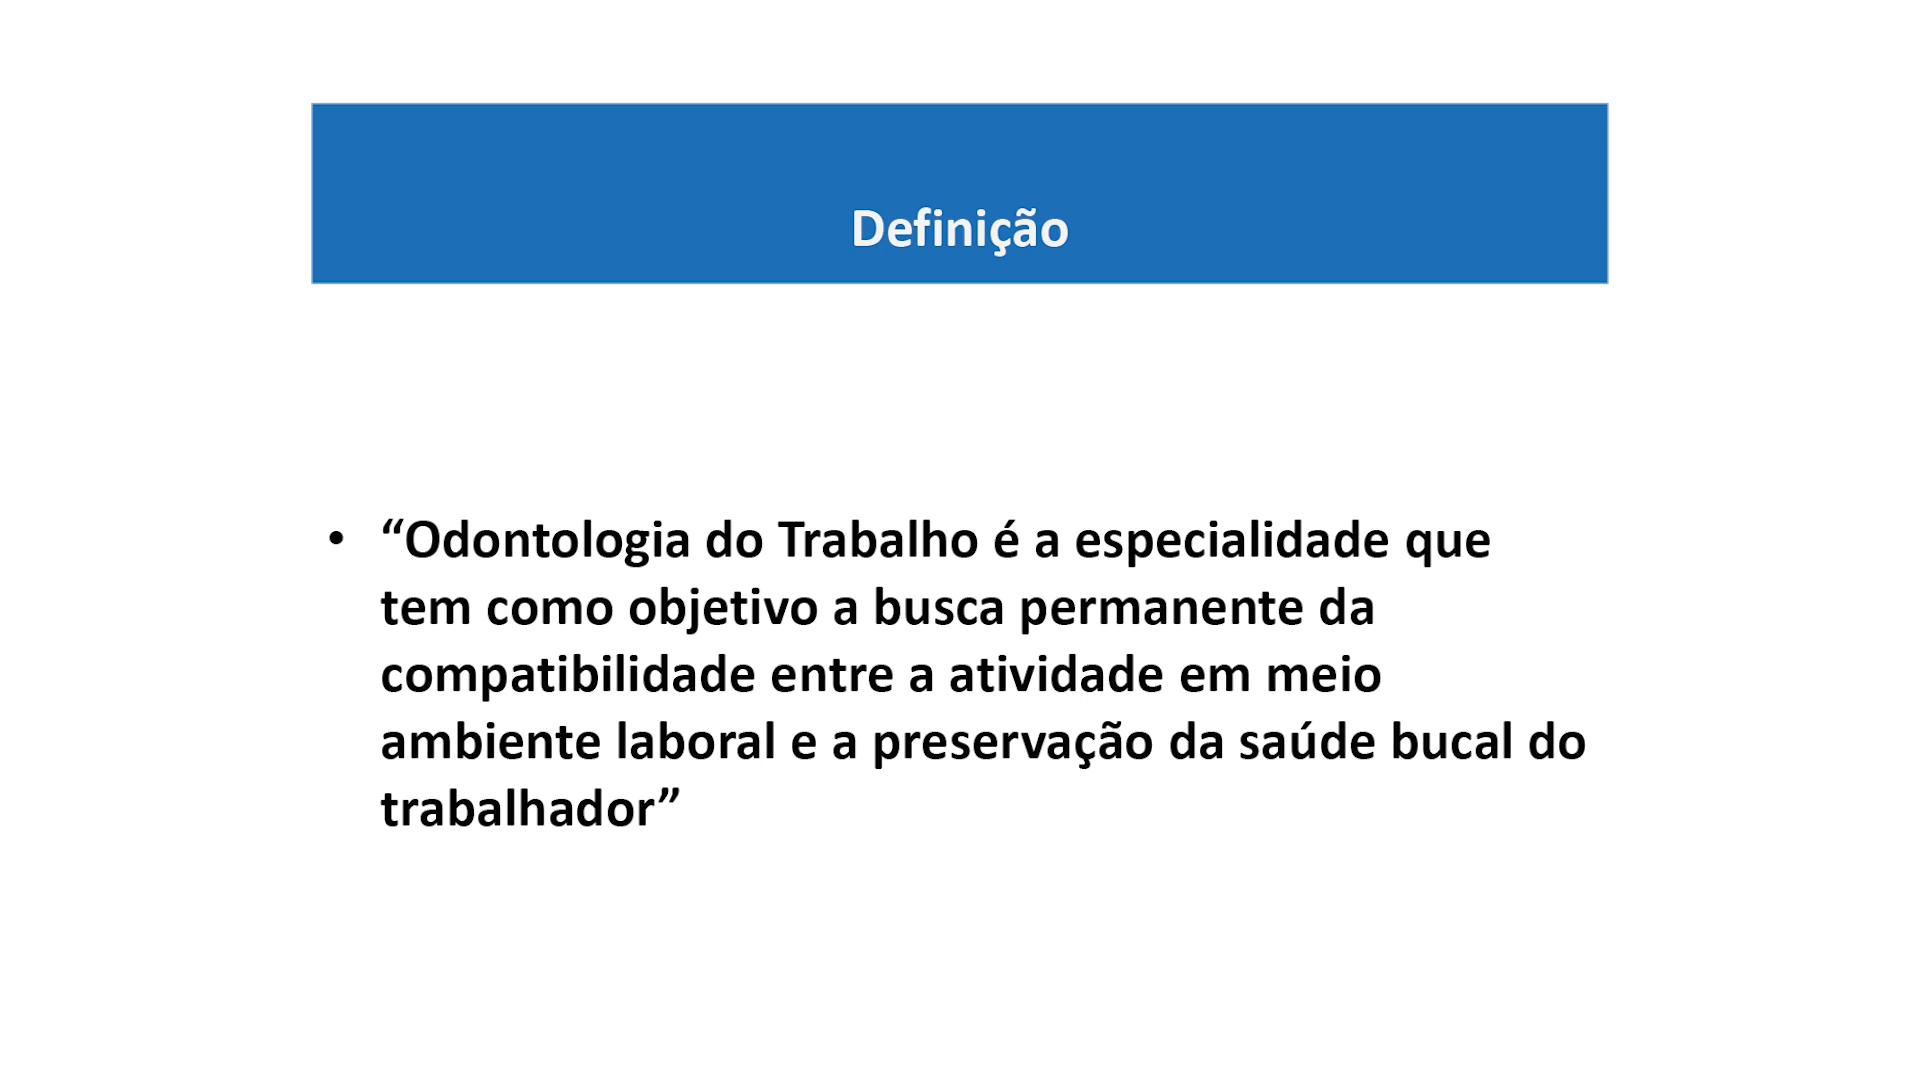 Definição
• “Odontologia do Trabalho é a especialidade que
tem como objetivo a busca permanente da
compatibilidade entre a atividade em meio
ambiente laboral e a preservação da saúde bucal do
trabalhador”